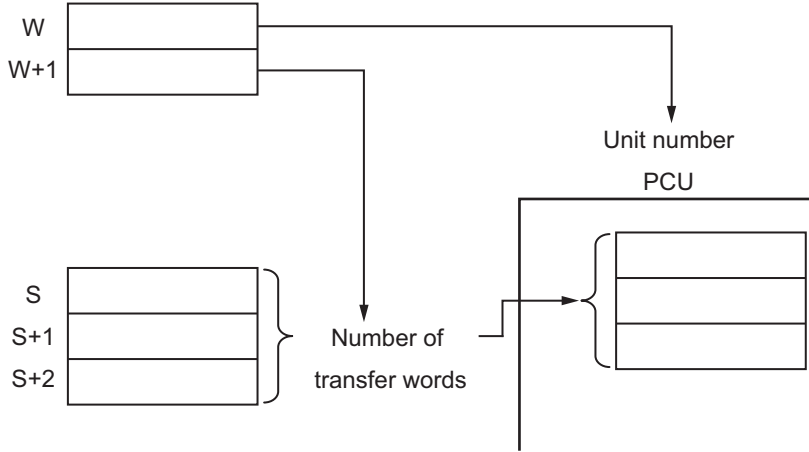 W
W+1
Unit number
PCU
S
S+1
S+2
Number of
transfer words